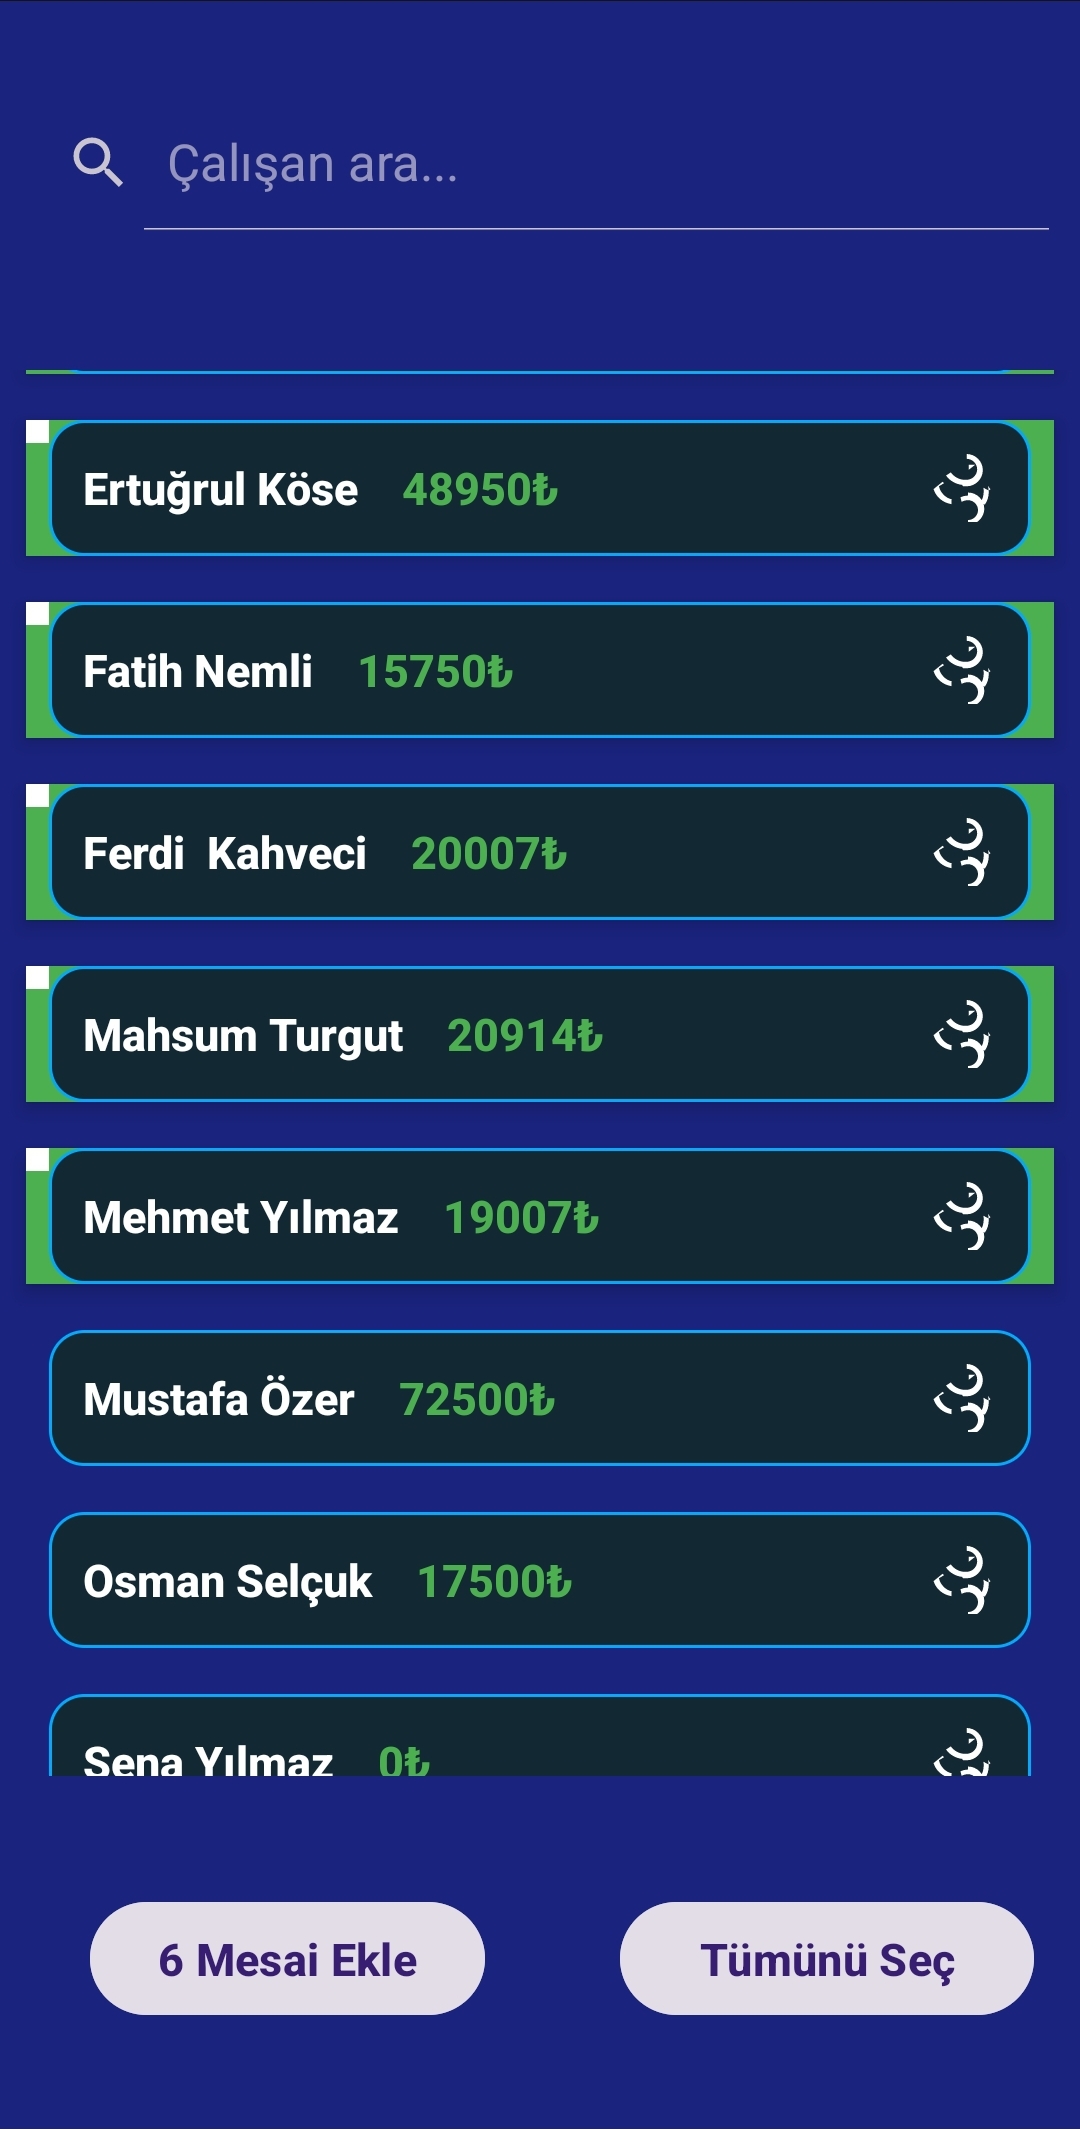 Çalışan ara...
Ertuğrul Köse 48950₺
Fatih Nemli 15750₺
Ferdi  Kahveci 20007₺
Mahsum Turgut 20914₺
Mehmet Yılmaz 19007₺
Mustafa Özer 72500₺
Osman Selçuk 17500₺
Sena Yılmaz 0₺
6 Mesai Ekle
Tümünü Seç